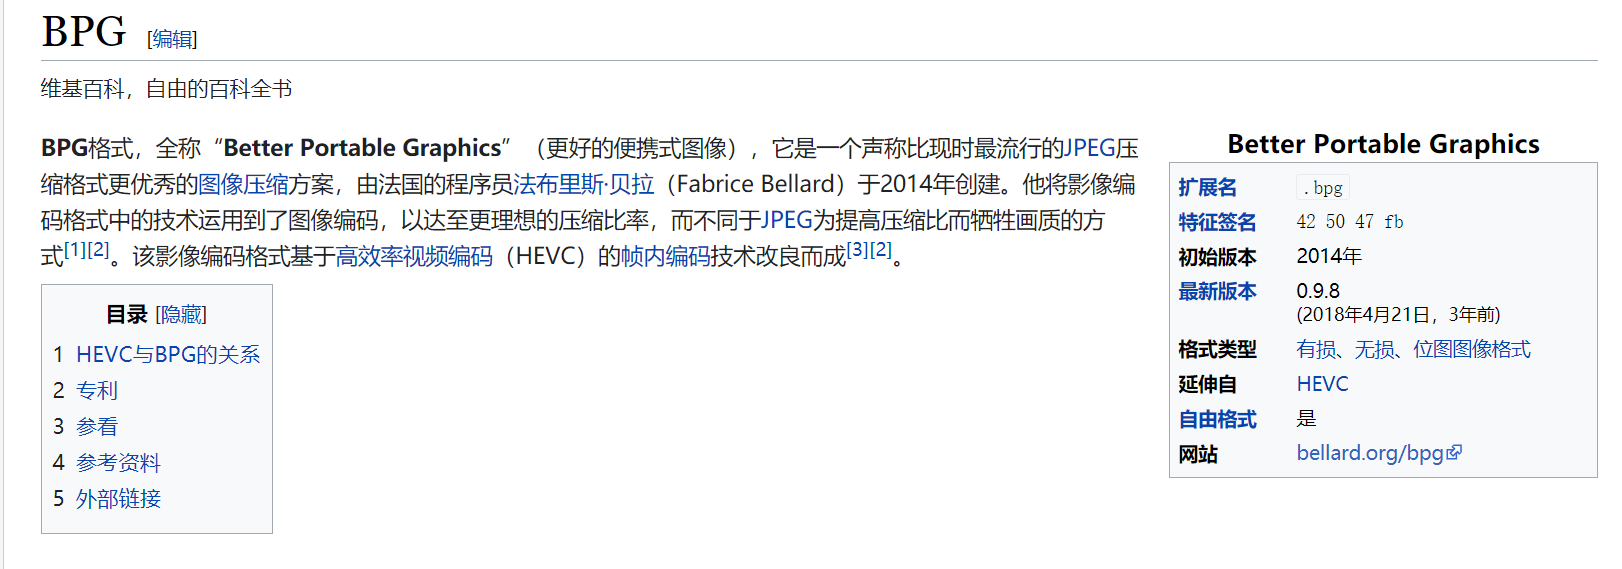 BPG [编辑]
维基百科，自由的百科全书
BPG格式，全称“Better Portable Graphics”（更好的便携式图像），它是一个声称比现时最流行的JPEG压
缩格式更优秀的图像压缩方案，由法国的程序员法布里斯·贝拉（Fabrice Bellard）于2014年创建。他将影像编
码格式中的技术运用到了图像编码，以达至更理想的压缩比率，而不同于JPEG为提高压缩比而牺牲画质的方
式[1][2]。该影像编码格式基于高效率视频编码（HEVC）的帧内编码技术改良而成[3][2]。
目录 [隐藏]
1 HEVC与BPG的关系
2 专利
3 参看
4 参考资料
5 外部链接
Better Portable Graphics
扩展名 .bpg
特征签名 42 50 47 fb
初始版本 2014年
最新版本 0.9.8
(2018年4月21日，3年前)
格式类型 有损、无损、位图图像格式
延伸自 HEVC
自由格式 是
网站 bellard.org/bpg